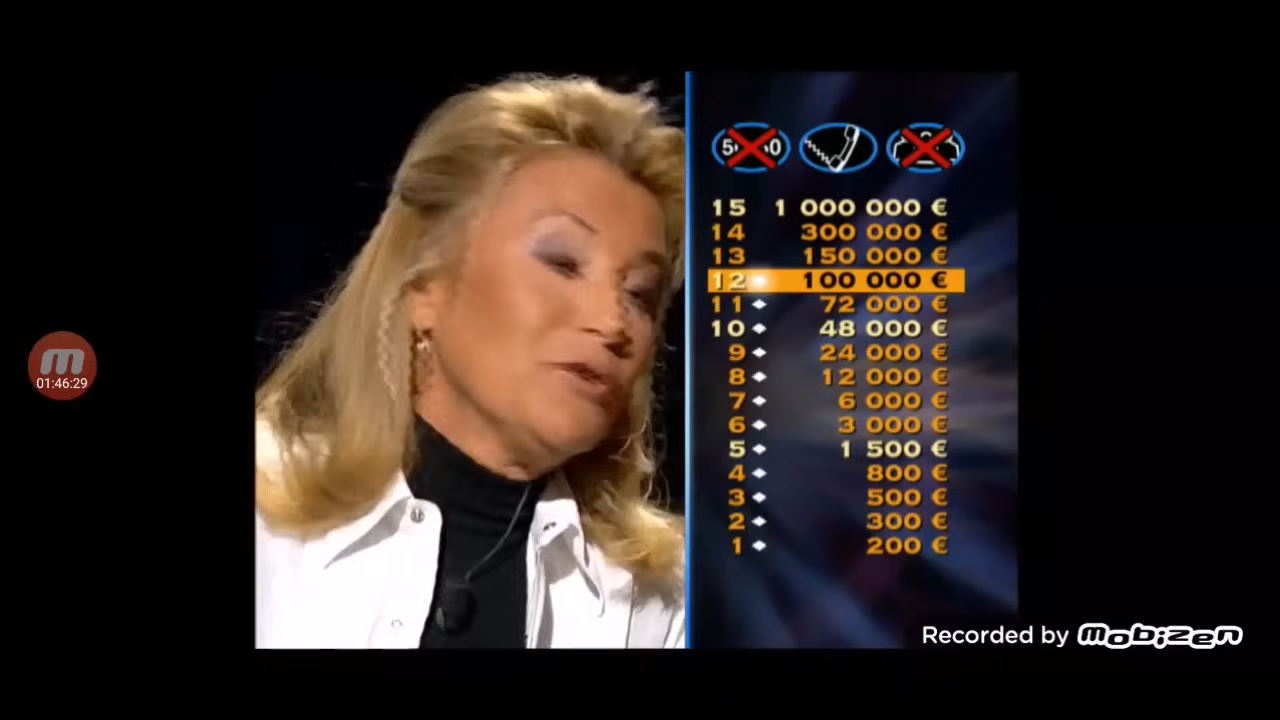 5 0
15 1 000 000 €
14 300 000 €
13 150 000 €
12 100 000 €
11 72 000 €
10 48 000 €
9 24 000 €
8 12 000 €
7 6 000 €
6 3 000 €
5 1 500 €
4 800 €
3 500 €
2 300 €
1 200 €
M
01:46:29
Recorded by Mobizen